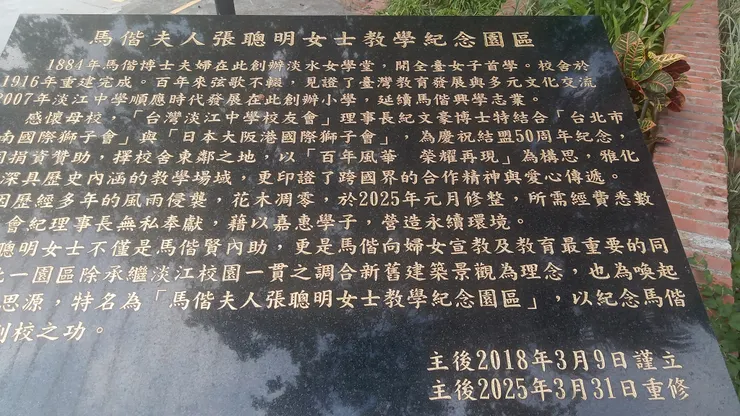 馬偕夫人張聰明女士教學紀念園區
1884年馬偕博士夫婦在此創辦淡水女學堂，開全臺女子首學。校舍於
1916年重建完成。百年來弦歌不輟，見證了臺灣教育發展與多元文化交流
2007年淡江中學順應時代發展在此創辦小學，延續馬偕興學志業。
感懷母校，「台灣淡江中學校友會」理事長紀文豪博士特結合「台北市
南國際獅子會」與「日本大阪港國際獅子會」，為慶祝結盟50周年紀念，
同捐資贊助，擇校舍東鄰之地，以「百年風華 榮耀再現」為構思，雅化
深具歷史內涵的教學場域，更印證了跨國界的合作精神與愛心傳遞。
因歷經多年的風雨侵襲，花木凋零，於2025年元月修整，所需經費悉數
會紀理事長無私奉獻，藉以嘉惠學子，營造永續環境。
聰明女士不僅是馬偕賢內助，更是馬偕向婦女宣教及教育最重要的同
此一園區除承繼淡江校園一貫之調合新舊建築景觀為理念，也為喚起
思源，特名為「馬偕夫人張聰明女士教學紀念園區」，以紀念馬偕
創校之功。
主後2018年3月9日謹立
主後2025年3月31日重修